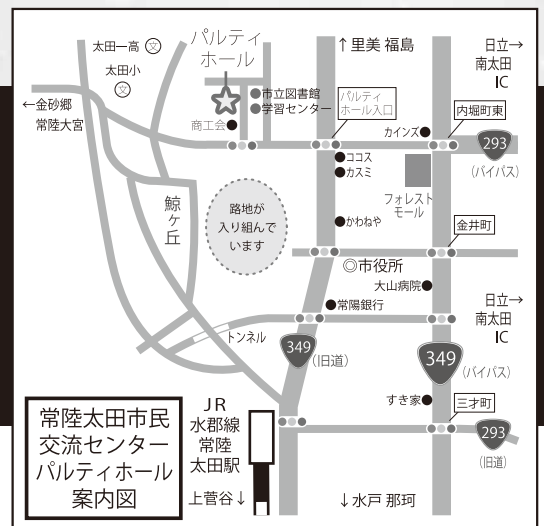 太田一高 文
太田小
文
パルティ
ホール
↑里美 福島
日立→
南太田
IC
←金砂郷
常陸大宮
市立図書館
学習センター
商工会
パルティ
ホール入口
カインズ
内堀町東
293
(バイパス)
ココス
カスミ
フォレスト
モール
鯨ヶ丘
路地が
入り組んで
います
かわねや
金井町
◎市役所
大山病院
常陽銀行
日立→
南太田
IC
トンネル
349
(旧道)
349
(バイパス)
すき家
三才町
293
(旧道)
常陸太田市民
交流センター
パルティホール
案内図
JR
水郡線
常陸
太田駅
上菅谷↓
↓水戸 那珂